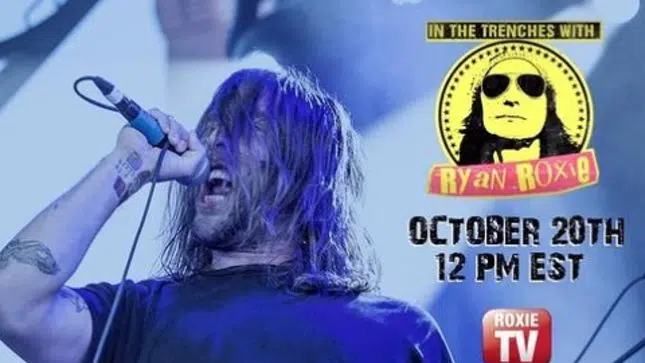 IN THE TRENCHES WITH
RYAN ROXIE
OCTOBER 20TH
12 PM EST
ROXIE
TV